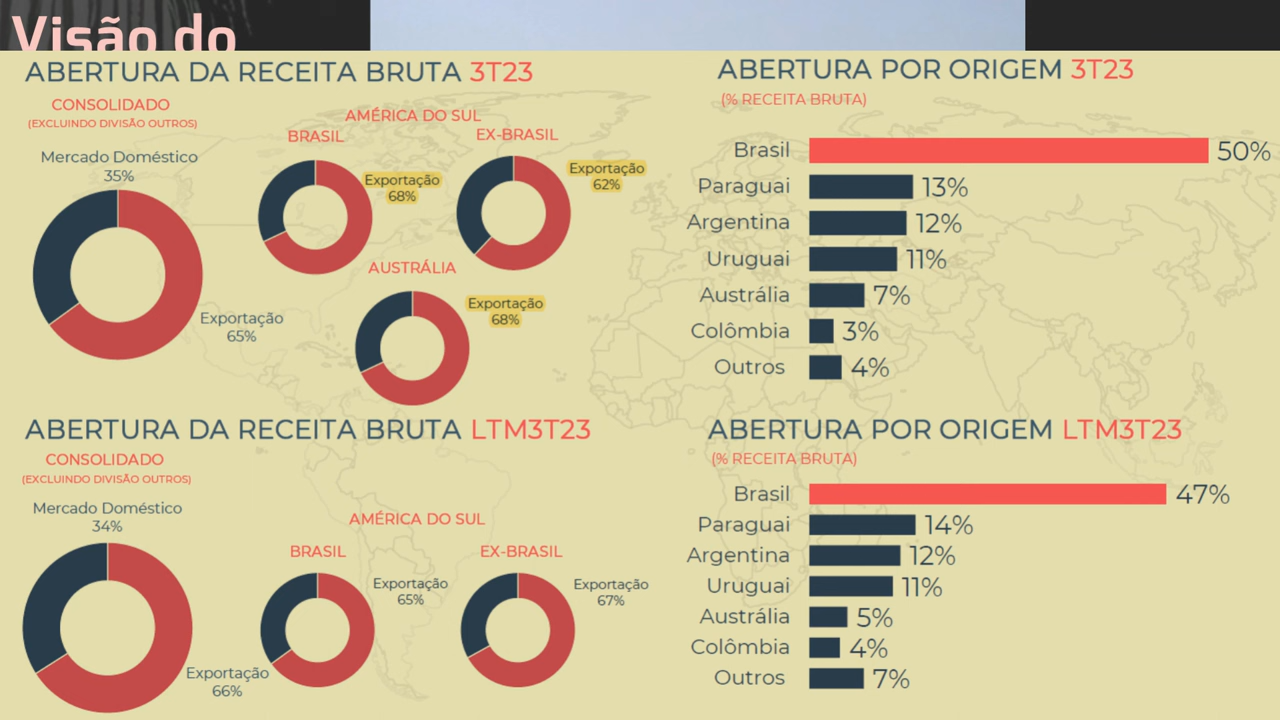 Visão do
ABERTURA DA RECEITA BRUTA 3T23
CONSOLIDADO
(EXCLUINDO DIVISÃO OUTROS)
Mercado Doméstico
35%
Exportação
65%
AMÉRICA DO SUL
BRASIL
Exportação
68%
EX-BRASIL
Exportação
62%
AUSTRÁLIA
Exportação
68%
ABERTURA POR ORIGEM 3T23
(% RECEITA BRUTA)
Brasil 50%
Paraguai 13%
Argentina 12%
Uruguai 11%
Austrália 7%
Colômbia 3%
Outros 4%
ABERTURA DA RECEITA BRUTA LTM3T23
CONSOLIDADO
(EXCLUINDO DIVISÃO OUTROS)
Mercado Doméstico
34%
Exportação
66%
AMÉRICA DO SUL
BRASIL
Exportação
65%
EX-BRASIL
Exportação
67%
ABERTURA POR ORIGEM LTM3T23
(% RECEITA BRUTA)
Brasil 47%
Paraguai 14%
Argentina 12%
Uruguai 11%
Austrália 5%
Colômbia 4%
Outros 7%